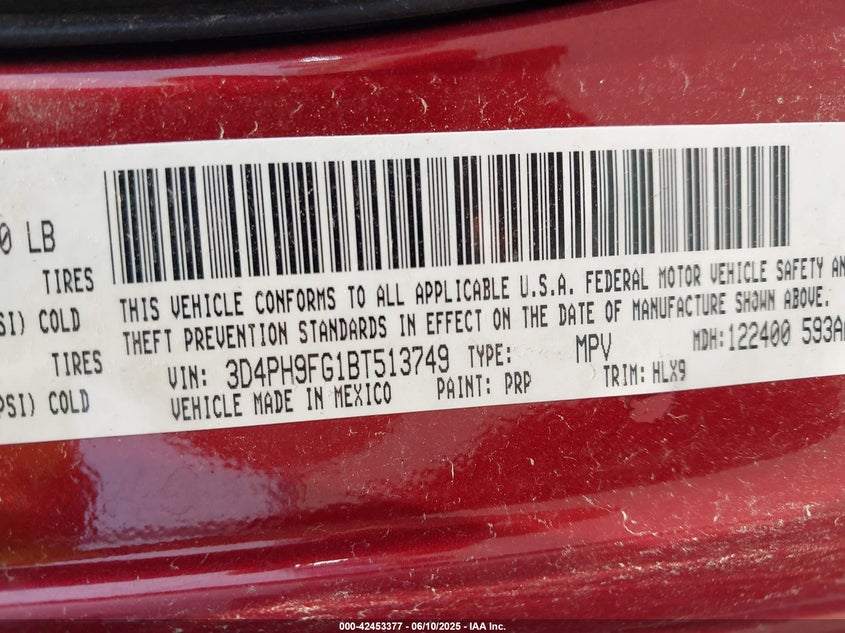 0 LB
TIRES
SI) COLD
TIRES
PSI) COLD
THIS VEHICLE CONFORMS TO ALL APPLICABLE U.S.A. FEDERAL MOTOR VEHICLE SAFETY AN
THEFT PREVENTION STANDARDS IN EFFECT ON THE DATE OF MANUFACTURE SHOWN ABOVE.
VIN: 3D4PH9FG1BT513749 TYPE: MPV MDH:122400 593A
VEHICLE MADE IN MEXICO PAINT: PRP TRIM: HLX9
000-42453377 - 06/10/2025 - IAA Inc.